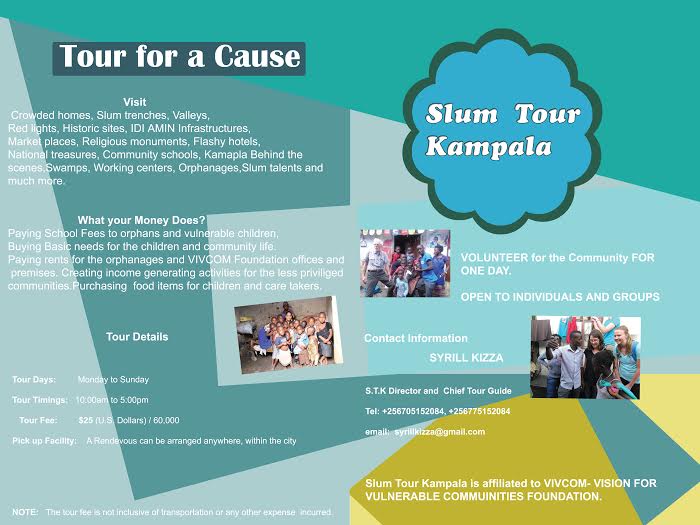 Tour for a Cause
Visit
Crowded homes, Slum trenches, Valleys,
Red lights, Historic sites, IDI AMIN Infrastructures,
Market places, Religious monuments, Flashy hotels,
National treasures, Community schools, Kamapla Behind the
scenes,Swamps, Working centers, Orphanages,Slum talents and
much more.
What your Money Does?
Paying School Fees to orphans and vulnerable children,
Buying Basic needs for the children and community life.
Paying rents for the orphanages and VIVCOM Foundation offices and
premises. Creating income generating activities for the less priviliged
communities.Purchasing food items for children and care takers.
Tour Details
Tour Days: Monday to Sunday
Tour Timings: 10:00am to 5:00pm
Tour Fee: $25 (U.S. Dollars) / 60,000
Pick up Facility: A Rendevous can be arranged anywhere, within the city
NOTE: The tour fee is not inclusive of transportation or any other expense incurred.
Slum Tour
Kampala
VOLUNTEER for the Community FOR
ONE DAY.
OPEN TO INDIVIDUALS AND GROUPS
Contact Information
SYRILL KIZZA
S.T.K Director and Chief Tour Guide
Tel: +256705152084, +256775152084
email: syrillkizza@gmail.com
Slum Tour Kampala is affiliated to VIVCOM- VISION FOR
VULNERABLE COMMUINITIES FOUNDATION.